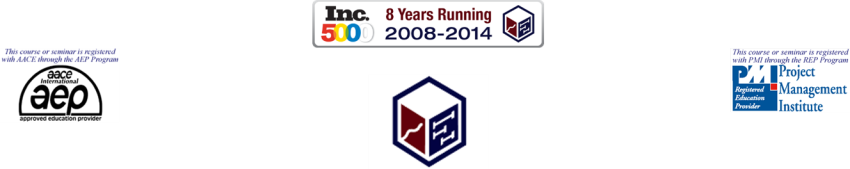 Inc.
5000
8 Years Running
2008-2014
This course or seminar is registered
with AACE through the AEP Program
aace
International
aep
approved education provider
This course or seminar is registered
with PMI through the REP Program
PMI
Registered
Education
Provider
Project
Management
Institute